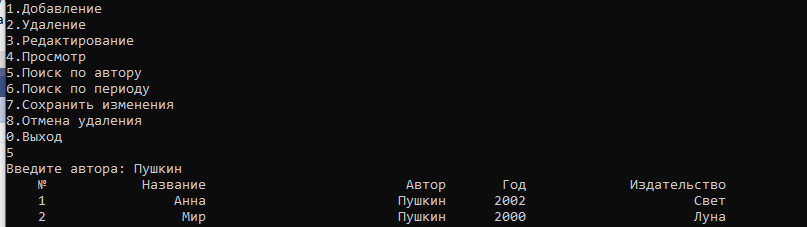 1.Добавление
2.Удаление
3.Редактирование
4.Просмотр
5.Поиск по автору
6.Поиск по периоду
7.Сохранить изменения
8.Отмена удаления
0.Выход
5
Введите автора: Пушкин
№ Название Автор Год Издательство
1 Анна Пушкин 2002 Свет
2 Мир Пушкин 2000 Луна